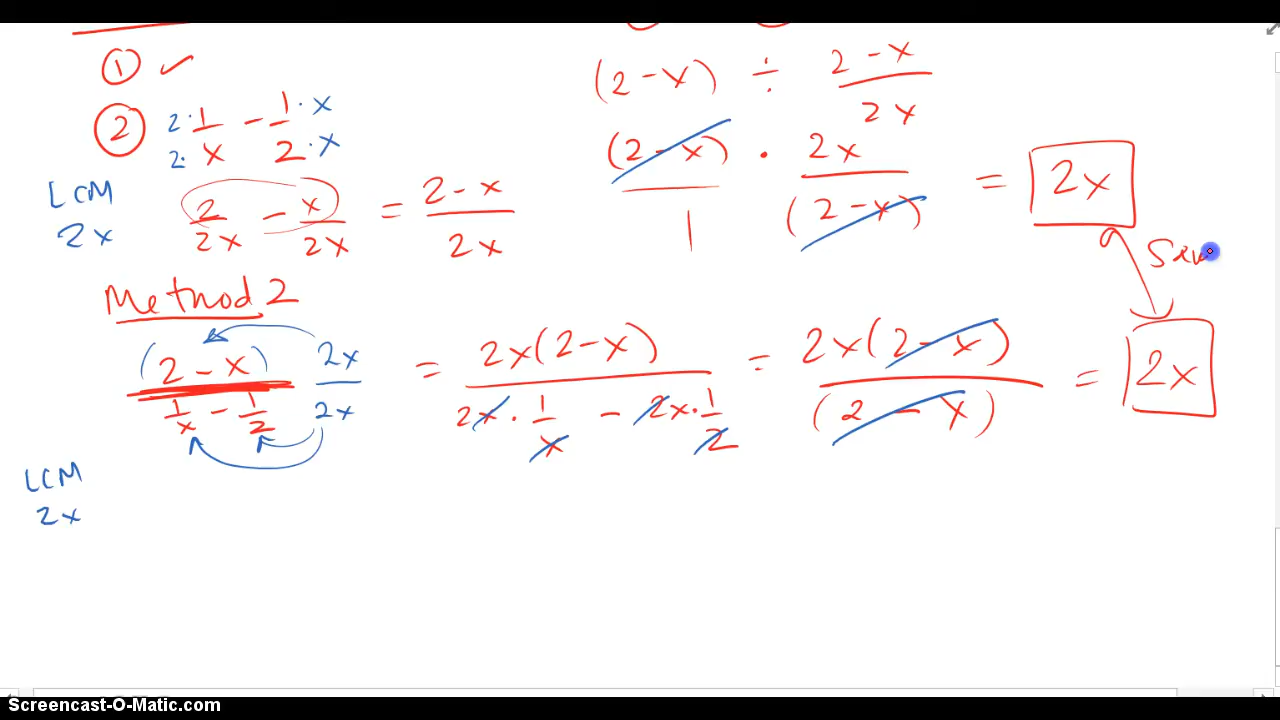 ① ✓
② 2· 1/x - 1/2 ·x
2· ·x
LCM
2x
2/2x - x/2x = (2-x)/2x
(2-x) ÷ (2-x)/2x
(2-x)/1 · 2x/(2-x) = 2x
Method 2
(2-x)/(1/x - 1/2) 2x/2x = 2x(2-x)/(2x·1/x - 2x·1/2) = 2x(2-x)/(2-x) = 2x
LCM
2x
Screencast-O-Matic.com